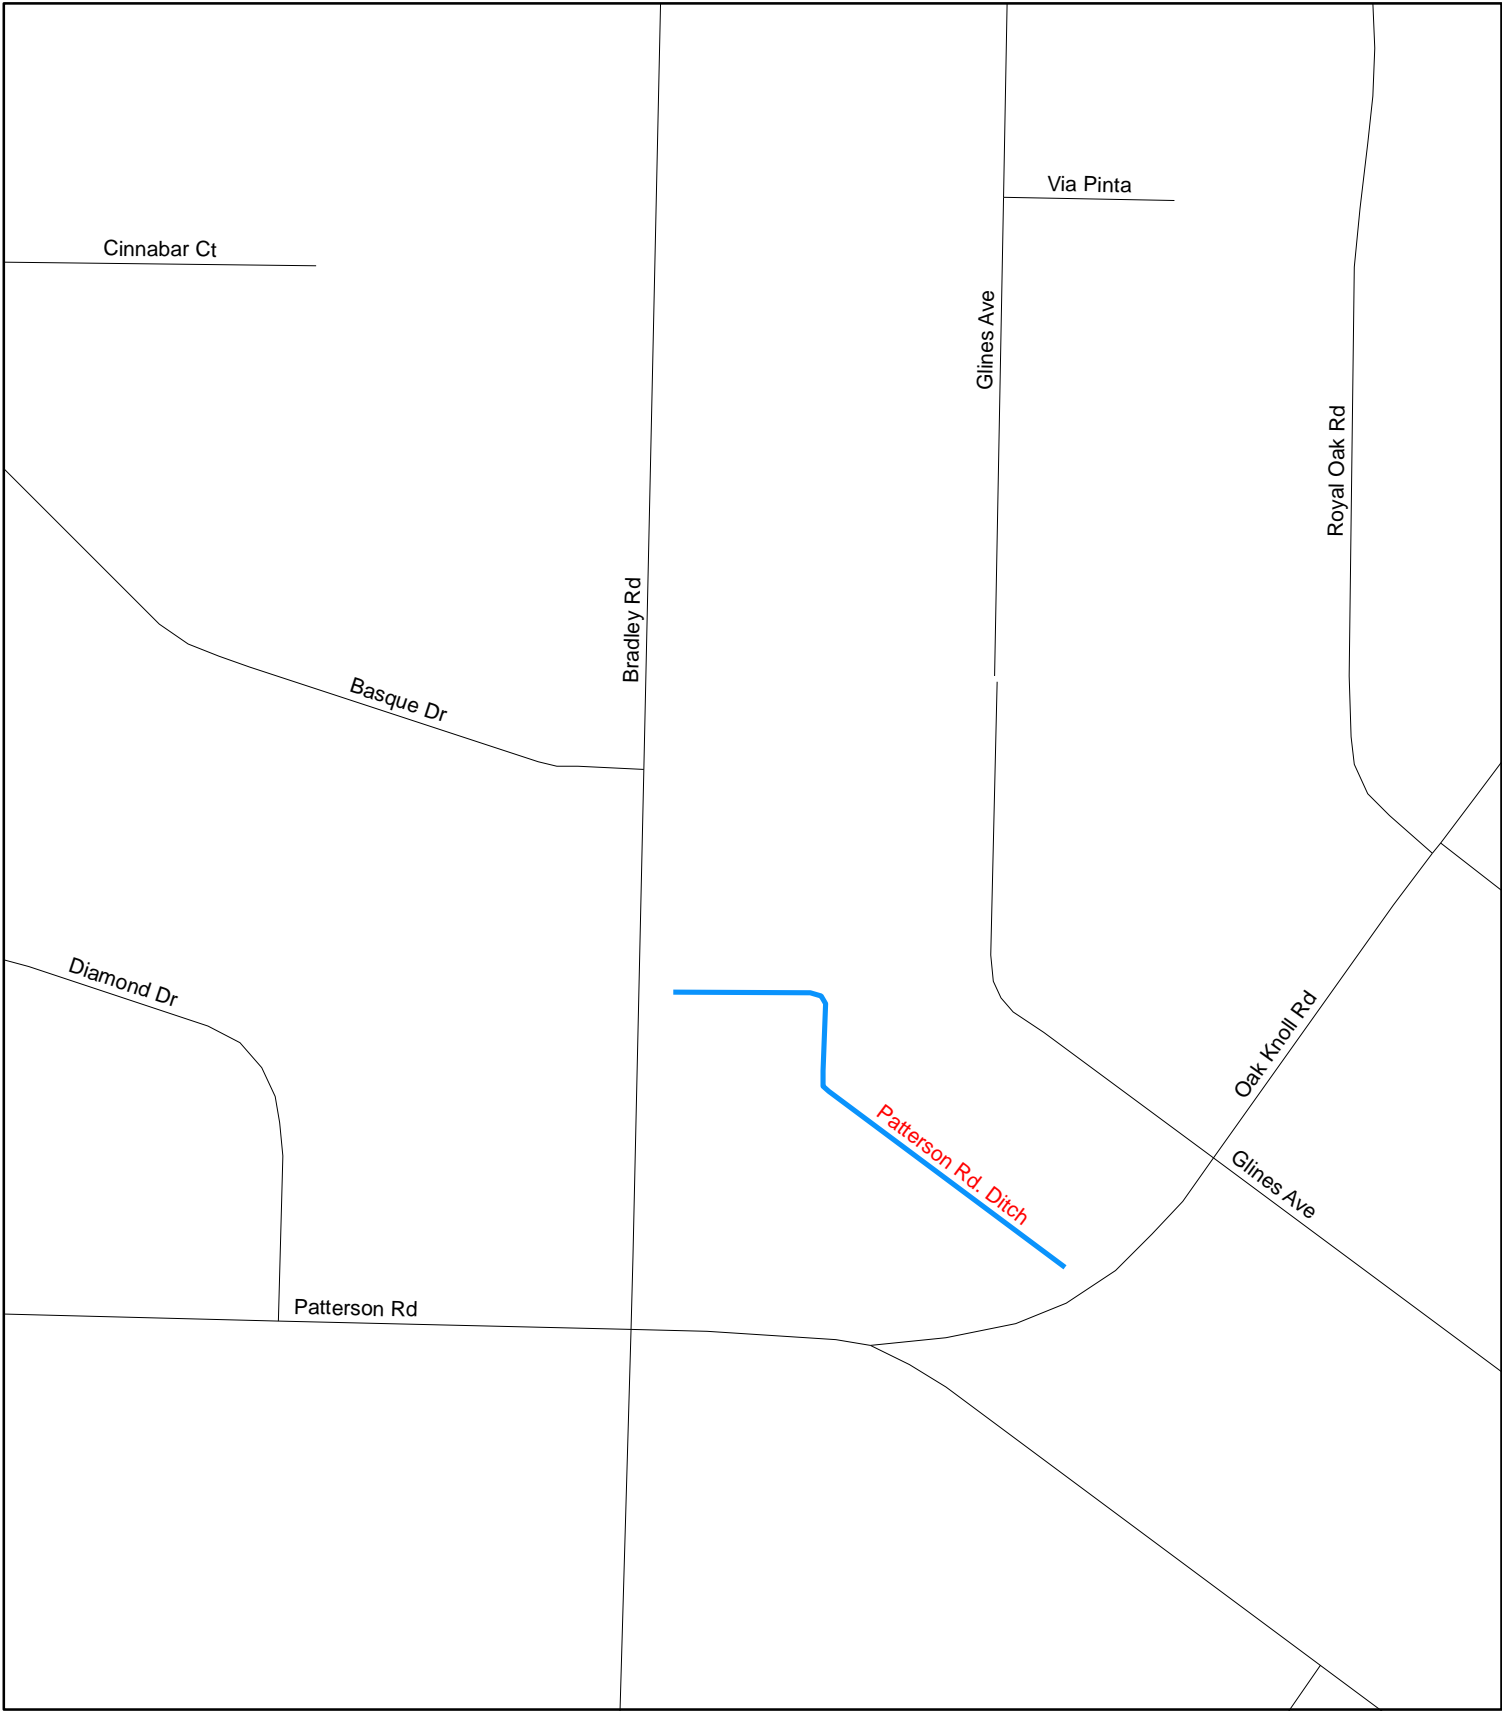 Via Pinta
Cinnabar Ct
Glines Ave
Royal Oak Rd
Bradley Rd
Basque Dr
Diamond Dr
Oak Knoll Rd
Patterson Rd. Ditch
Glines Ave
Patterson Rd